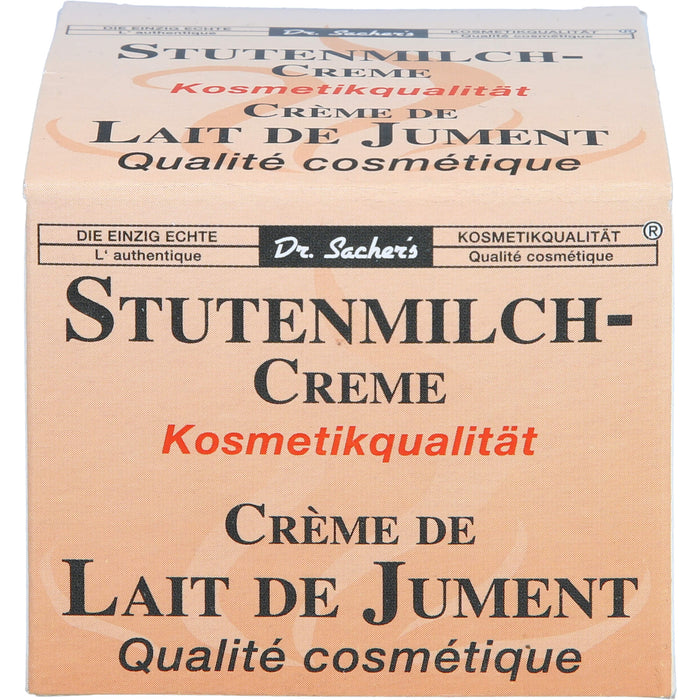 DIE EINZIG ECHTE Dr. Sacher's KOSMETIKQUALITÄT ®
L' authentique Qualité cosmétique
STUTENMILCH-
CREME
Kosmetikqualität
CRÈME DE
LAIT DE JUMENT
Qualité cosmétique
DIE EINZIG ECHTE Dr. Sacher's KOSMETIKQUALITÄT ®
L' authentique Qualité cosmétique
STUTENMILCH-
CREME
Kosmetikqualität
CRÈME DE
LAIT DE JUMENT
Qualité cosmétique